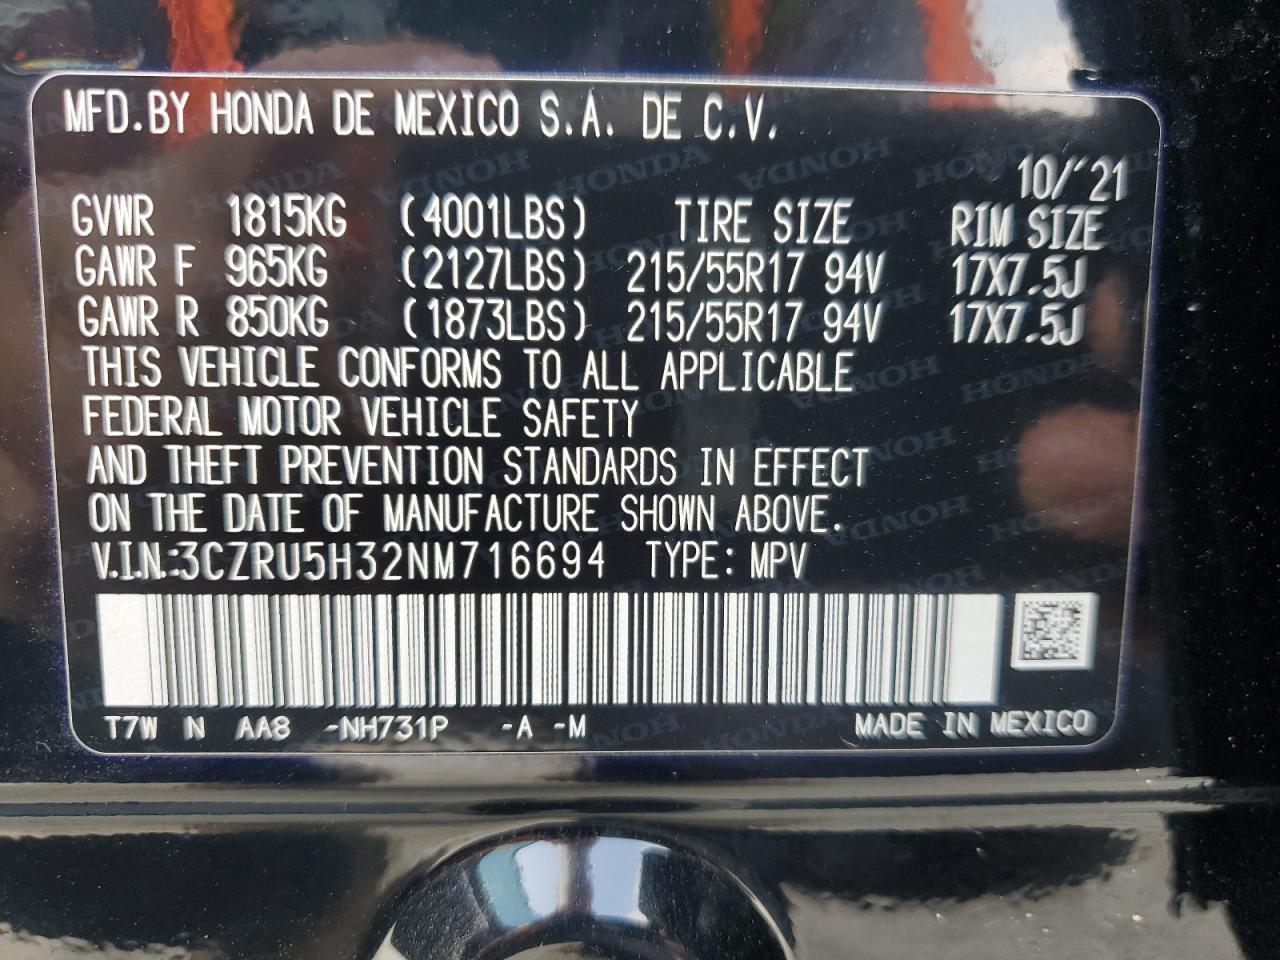 MFD.BY HONDA DE MEXICO S.A. DE C.V.
10/'21
GVWR 1815KG (4001LBS) TIRE SIZE RIM SIZE
GAWR F 965KG (2127LBS) 215/55R17 94V 17X7.5J
GAWR R 850KG (1873LBS) 215/55R17 94V 17X7.5J
THIS VEHICLE CONFORMS TO ALL APPLICABLE
FEDERAL MOTOR VEHICLE SAFETY
AND THEFT PREVENTION STANDARDS IN EFFECT
ON THE DATE OF MANUFACTURE SHOWN ABOVE.
V.I.N.:3CZRU5H32NM716694 TYPE: MPV
T7W N AA8 -NH731P -A -M MADE IN MEXICO